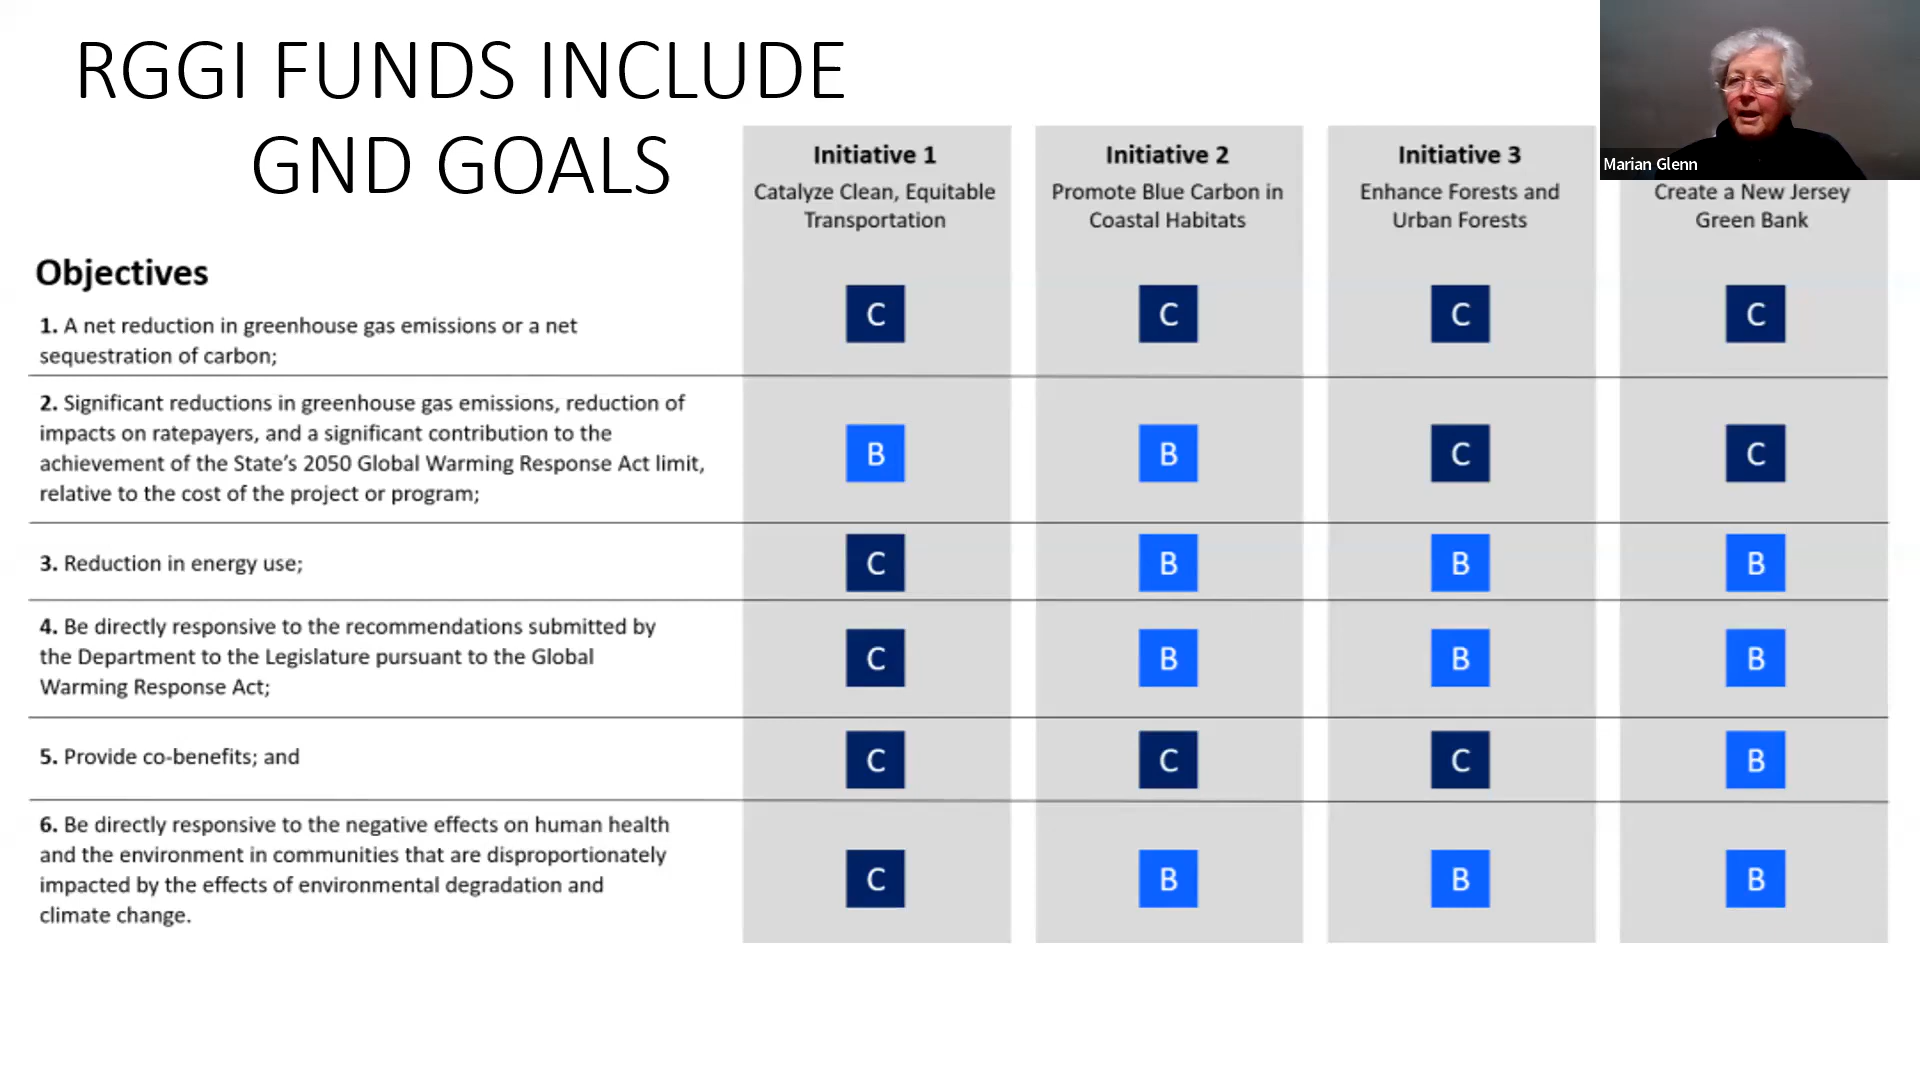 RGGI FUNDS INCLUDE
GND GOALS
Marian Glenn
Initiative 1
Initiative 2
Initiative 3
Catalyze Clean, Equitable
Transportation
Promote Blue Carbon in
Coastal Habitats
Enhance Forests and
Urban Forests
Create a New Jersey
Green Bank
Objectives
1. A net reduction in greenhouse gas emissions or a net
sequestration of carbon;
C C C C
2. Significant reductions in greenhouse gas emissions, reduction of
impacts on ratepayers, and a significant contribution to the
achievement of the State's 2050 Global Warming Response Act limit,
relative to the cost of the project or program;
B B C C
3. Reduction in energy use;
C B B B
4. Be directly responsive to the recommendations submitted by
the Department to the Legislature pursuant to the Global
Warming Response Act;
C B B B
5. Provide co-benefits; and
C C C B
6. Be directly responsive to the negative effects on human health
and the environment in communities that are disproportionately
impacted by the effects of environmental degradation and
climate change.
C B B B